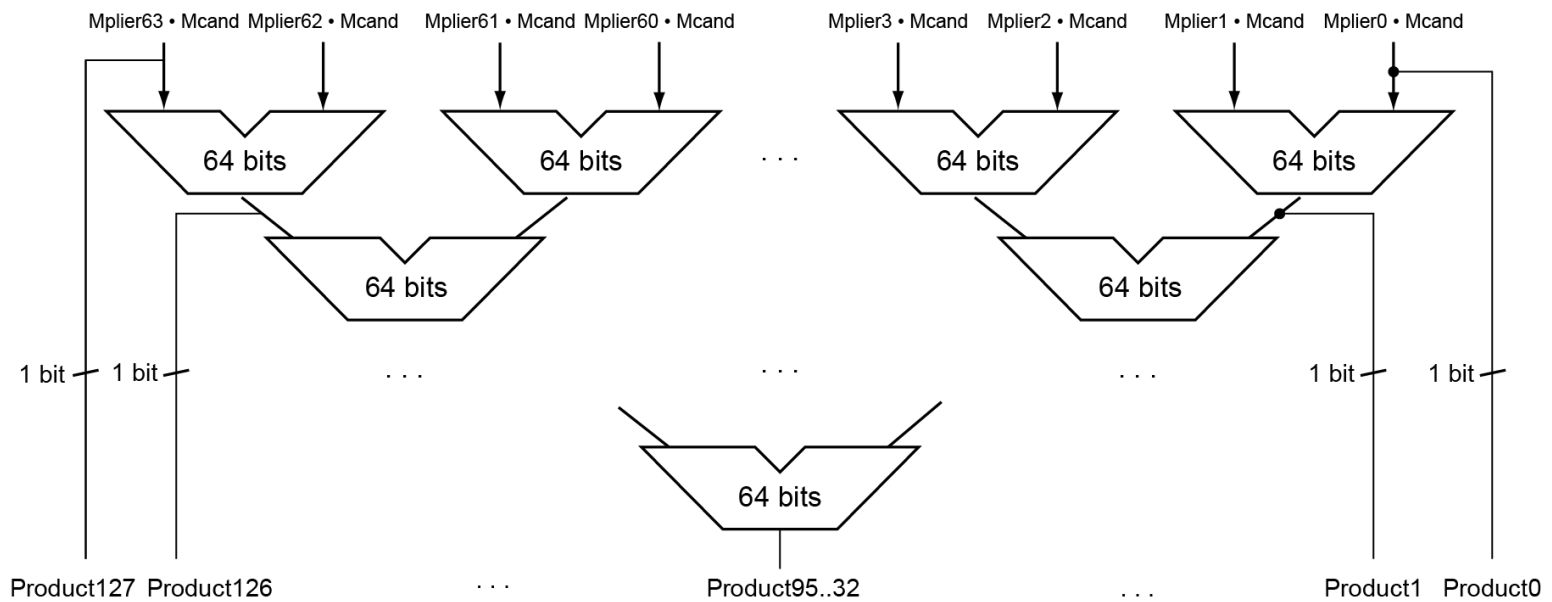 Mplier63 • Mcand Mplier62 • Mcand Mplier61 • Mcand Mplier60 • Mcand Mplier3 • Mcand Mplier2 • Mcand Mplier1 • Mcand Mplier0 • Mcand
64 bits 64 bits . . . 64 bits 64 bits
64 bits 64 bits
1 bit 1 bit . . . . . . . . . 1 bit 1 bit
64 bits
Product127 Product126 . . . Product95..32 . . . Product1 Product0